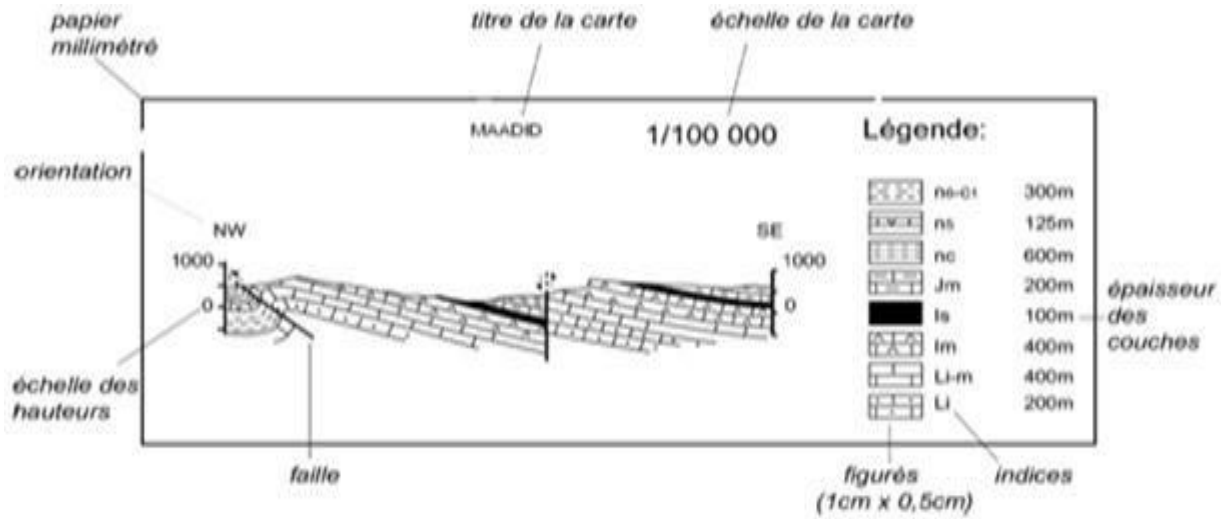 papier
millimétré
titre de la carte
échelle de la carte
MAADID
1/100 000
Légende:
orientation
NW
SE
1000
0
1000
0
n6-c1 300m
n5 125m
nc 600m
Jm 200m
ls 100m
lm 400m
Li-m 400m
Li 200m
épaisseur
des
couches
échelle des
hauteurs
faille
figurés
(1cm x 0,5cm)
indices